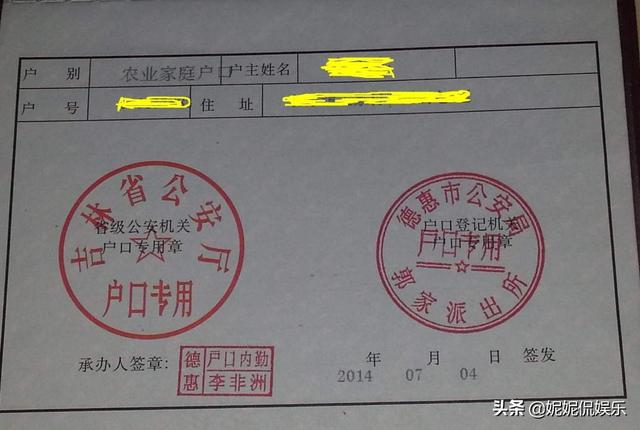 户 别 农业家庭户口 户主姓名
户 号 住 址
吉林省公安厅
省级公安机关
户口专用章
户口专用
德惠市公安局
户口登记机关
户口专用章
户口专用
郭家派出所
承办人签章：
德惠 户口内勤
李非洲
年 月 日 签发
2014 07 04
头条 @妮妮侃娱乐